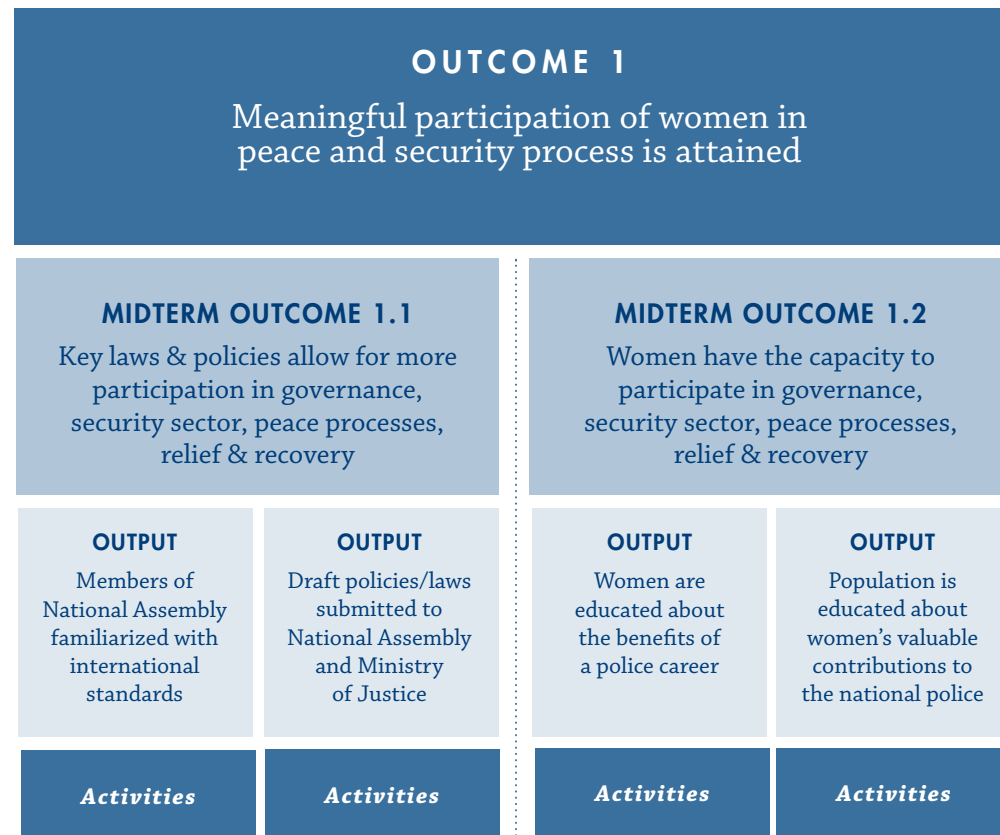 OUTCOME 1
Meaningful participation of women in
peace and security process is attained
MIDTERM OUTCOME 1.1
Key laws & policies allow for more
participation in governance,
security sector, peace processes,
relief & recovery
MIDTERM OUTCOME 1.2
Women have the capacity to
participate in governance,
security sector, peace processes,
relief & recovery
OUTPUT
Members of
National Assembly
familiarized with
international
standards
OUTPUT
Draft policies/laws
submitted to
National Assembly
and Ministry
of Justice
OUTPUT
Women are
educated about
the benefits of
a police career
OUTPUT
Population is
educated about
women’s valuable
contributions to
the national police
Activities
Activities
Activities
Activities